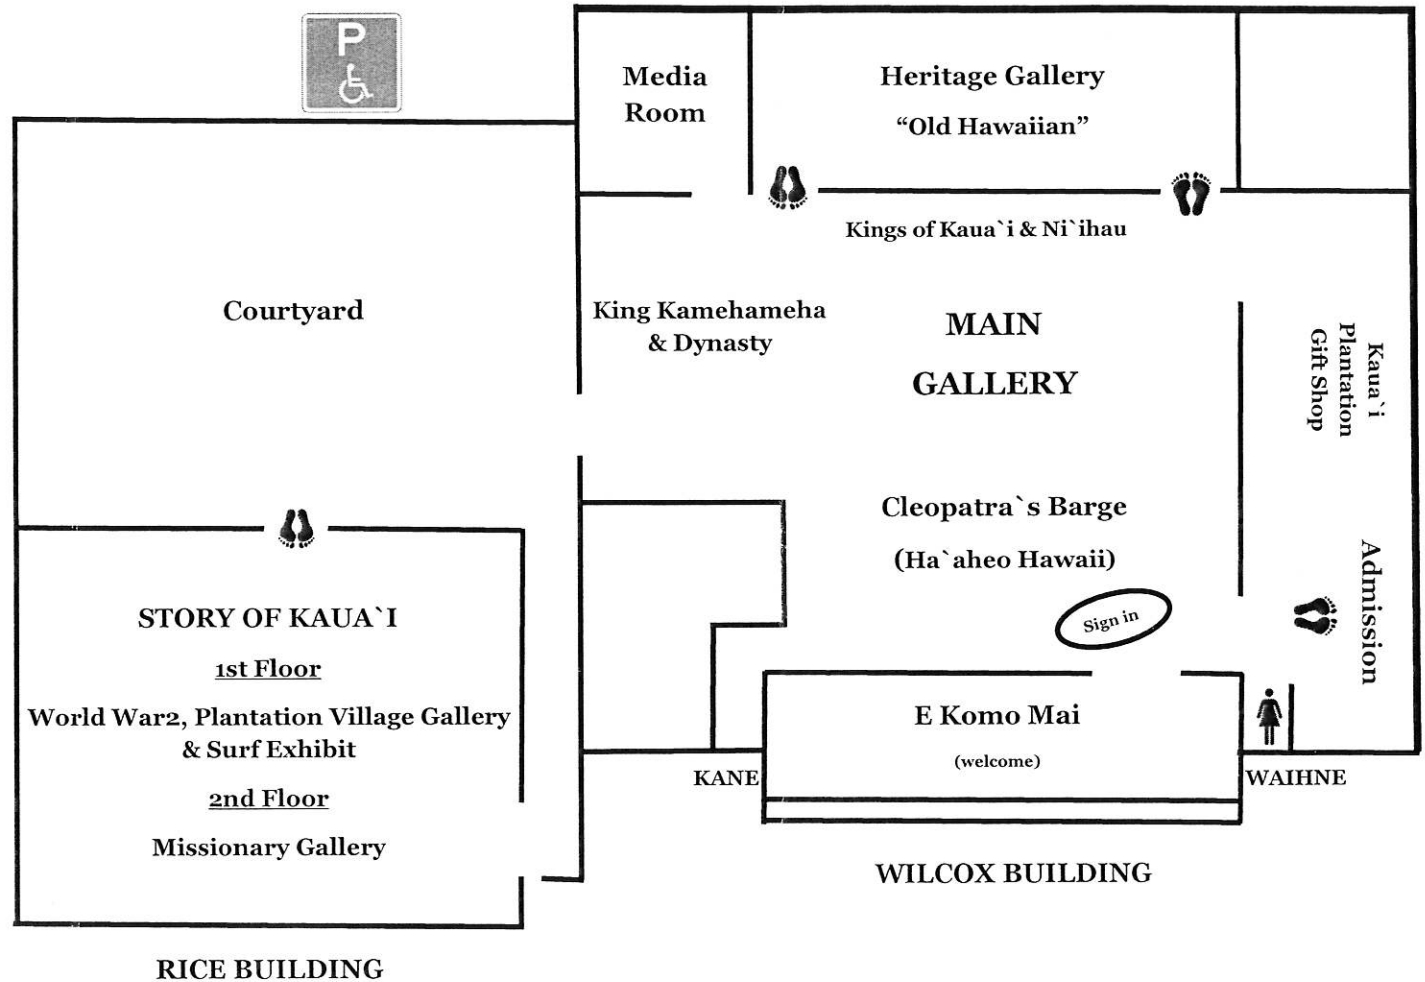 P
Media
Room
Heritage Gallery
“Old Hawaiian”
Kings of Kaua`i & Ni`ihau
Courtyard
King Kamehameha
& Dynasty
MAIN
GALLERY
Kaua`i
Plantation
Gift Shop
Cleopatra`s Barge
(Ha`aheo Hawaii)
Sign in
Admission
STORY OF KAUA`I
1st Floor
World War2, Plantation Village Gallery
& Surf Exhibit
2nd Floor
Missionary Gallery
E Komo Mai
(welcome)
KANE
WAIHNE
WILCOX BUILDING
RICE BUILDING